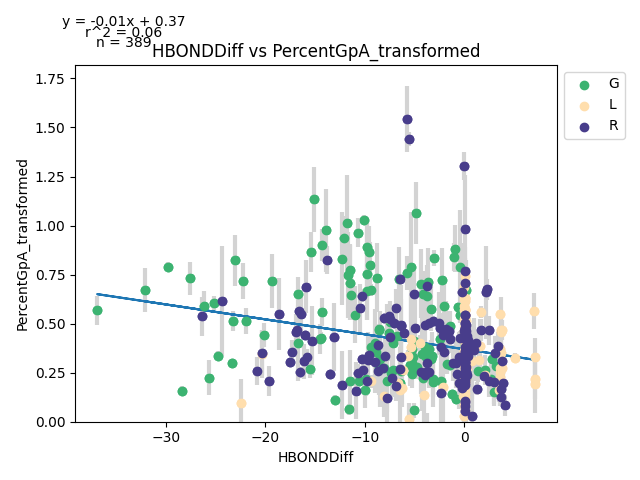 y = -0.01x + 0.37
r^2 = 0.06
n = 389
HBONDDiff vs PercentGpA_transformed
G
L
R
PercentGpA_transformed
1.75
1.50
1.25
1.00
0.75
0.50
0.25
0.00
−30
−20
−10
0
HBONDDiff